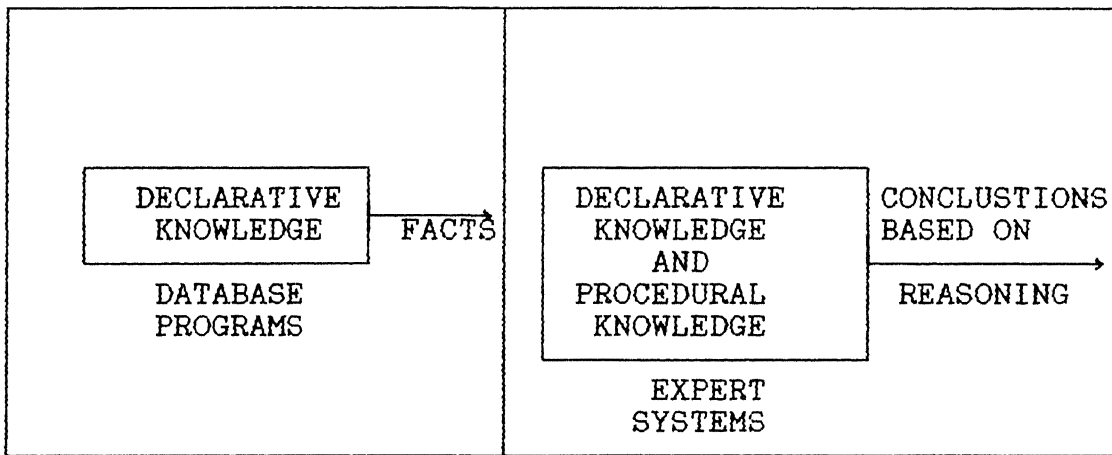 DECLARATIVE
KNOWLEDGE
FACTS
DATABASE
PROGRAMS
DECLARATIVE
KNOWLEDGE
AND
PROCEDURAL
KNOWLEDGE
CONCLUSTIONS
BASED ON
REASONING
EXPERT
SYSTEMS